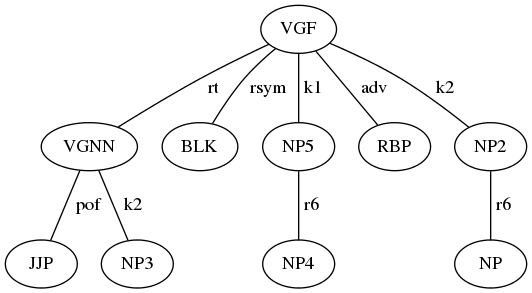 VGF
rt rsym k1 adv k2
VGNN BLK NP5 RBP NP2
pof k2 r6 r6
JJP NP3 NP4 NP